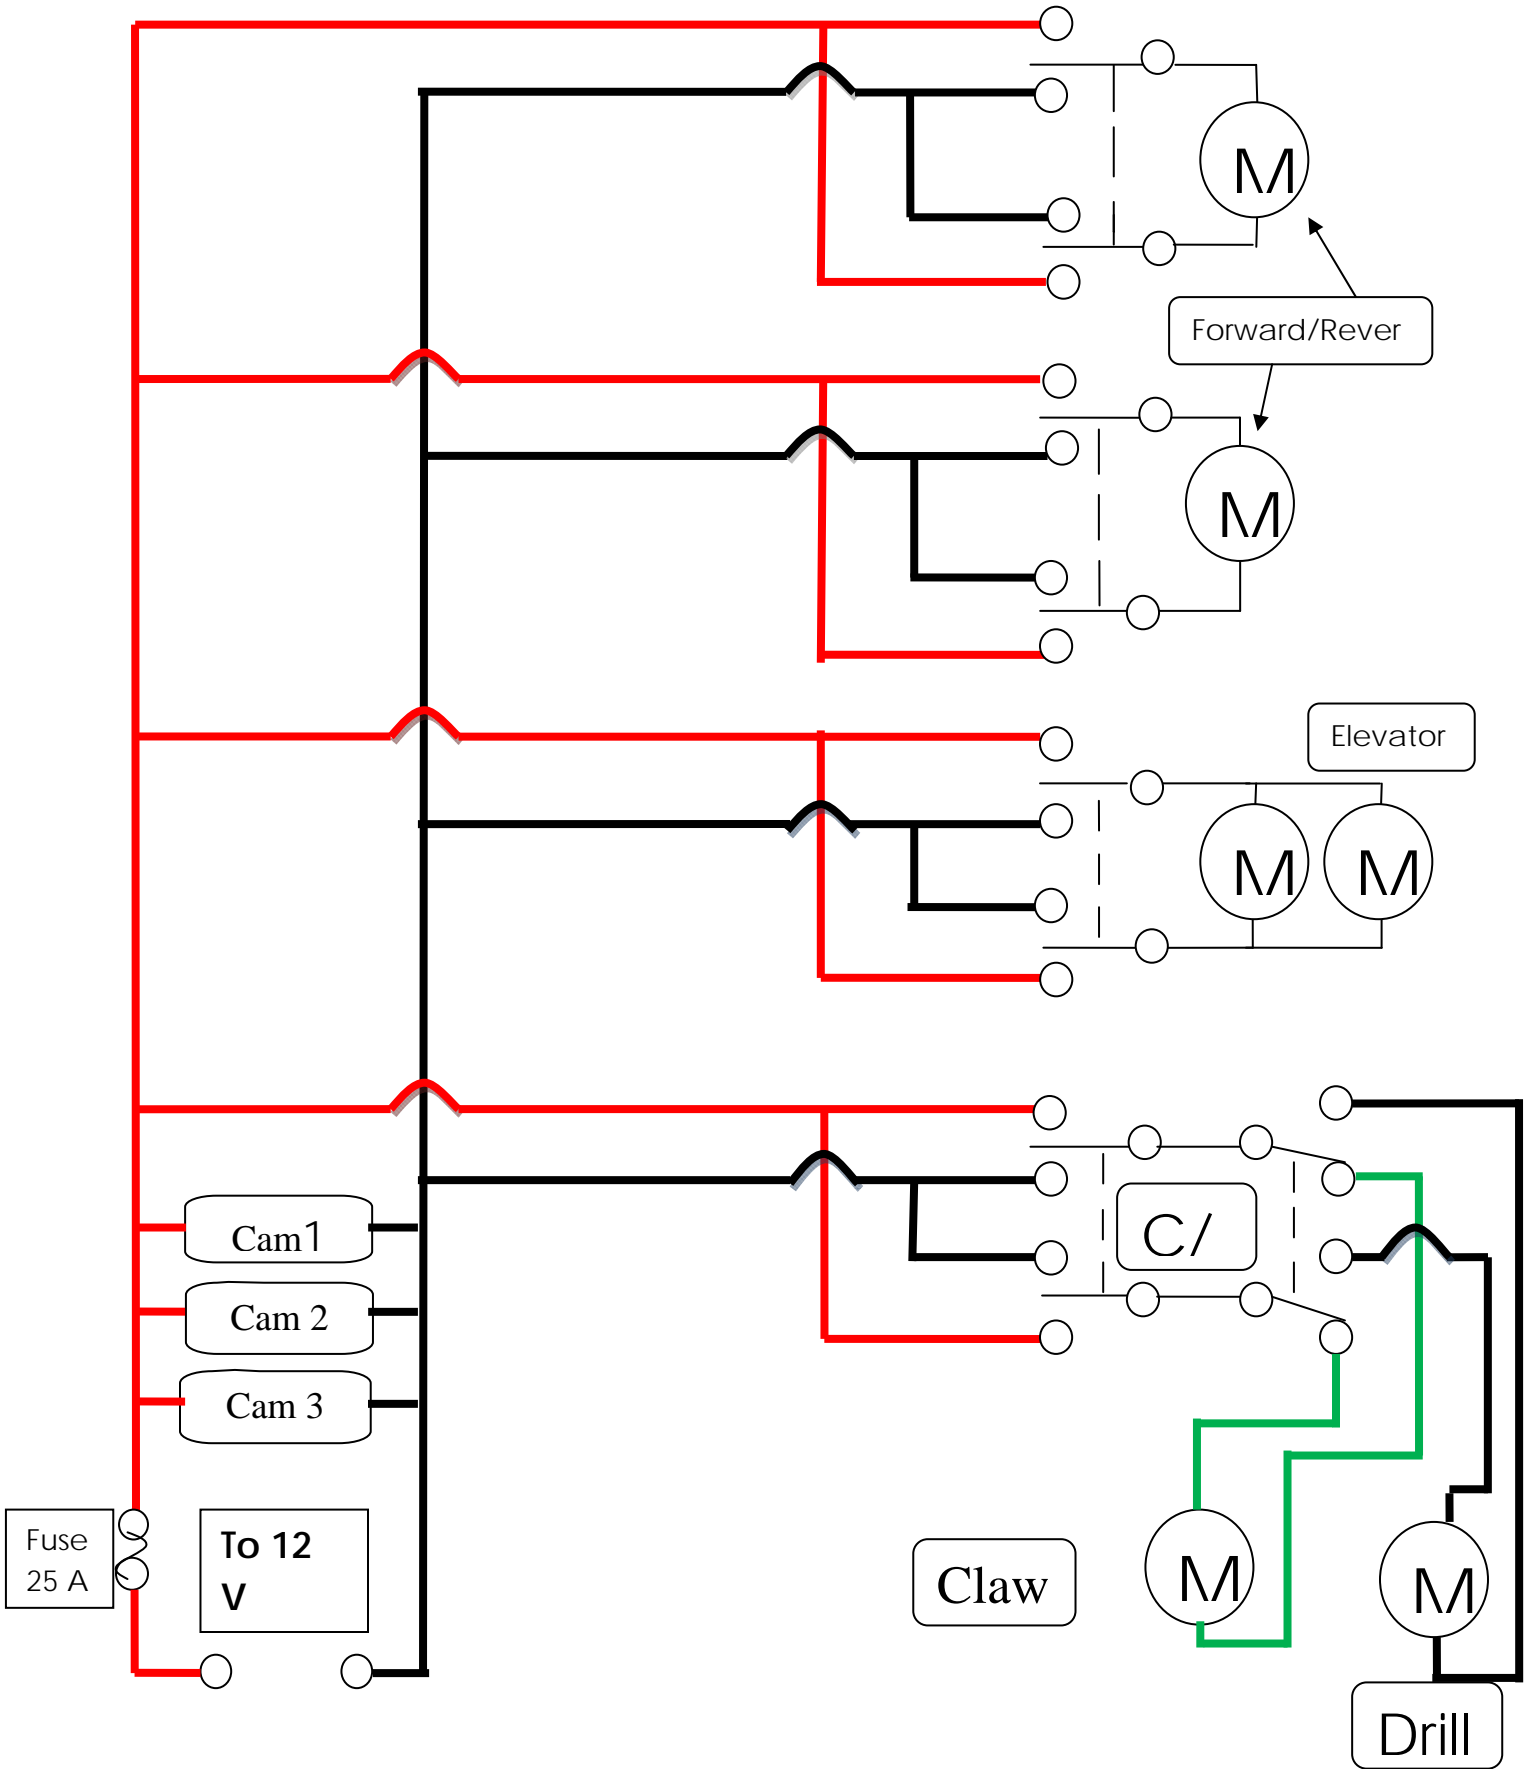 M
Forward/Rever
M
Elevator
M M
C/
Cam1
Cam 2
Cam 3
Fuse
25 A
To 12
V
Claw
M
M
Drill